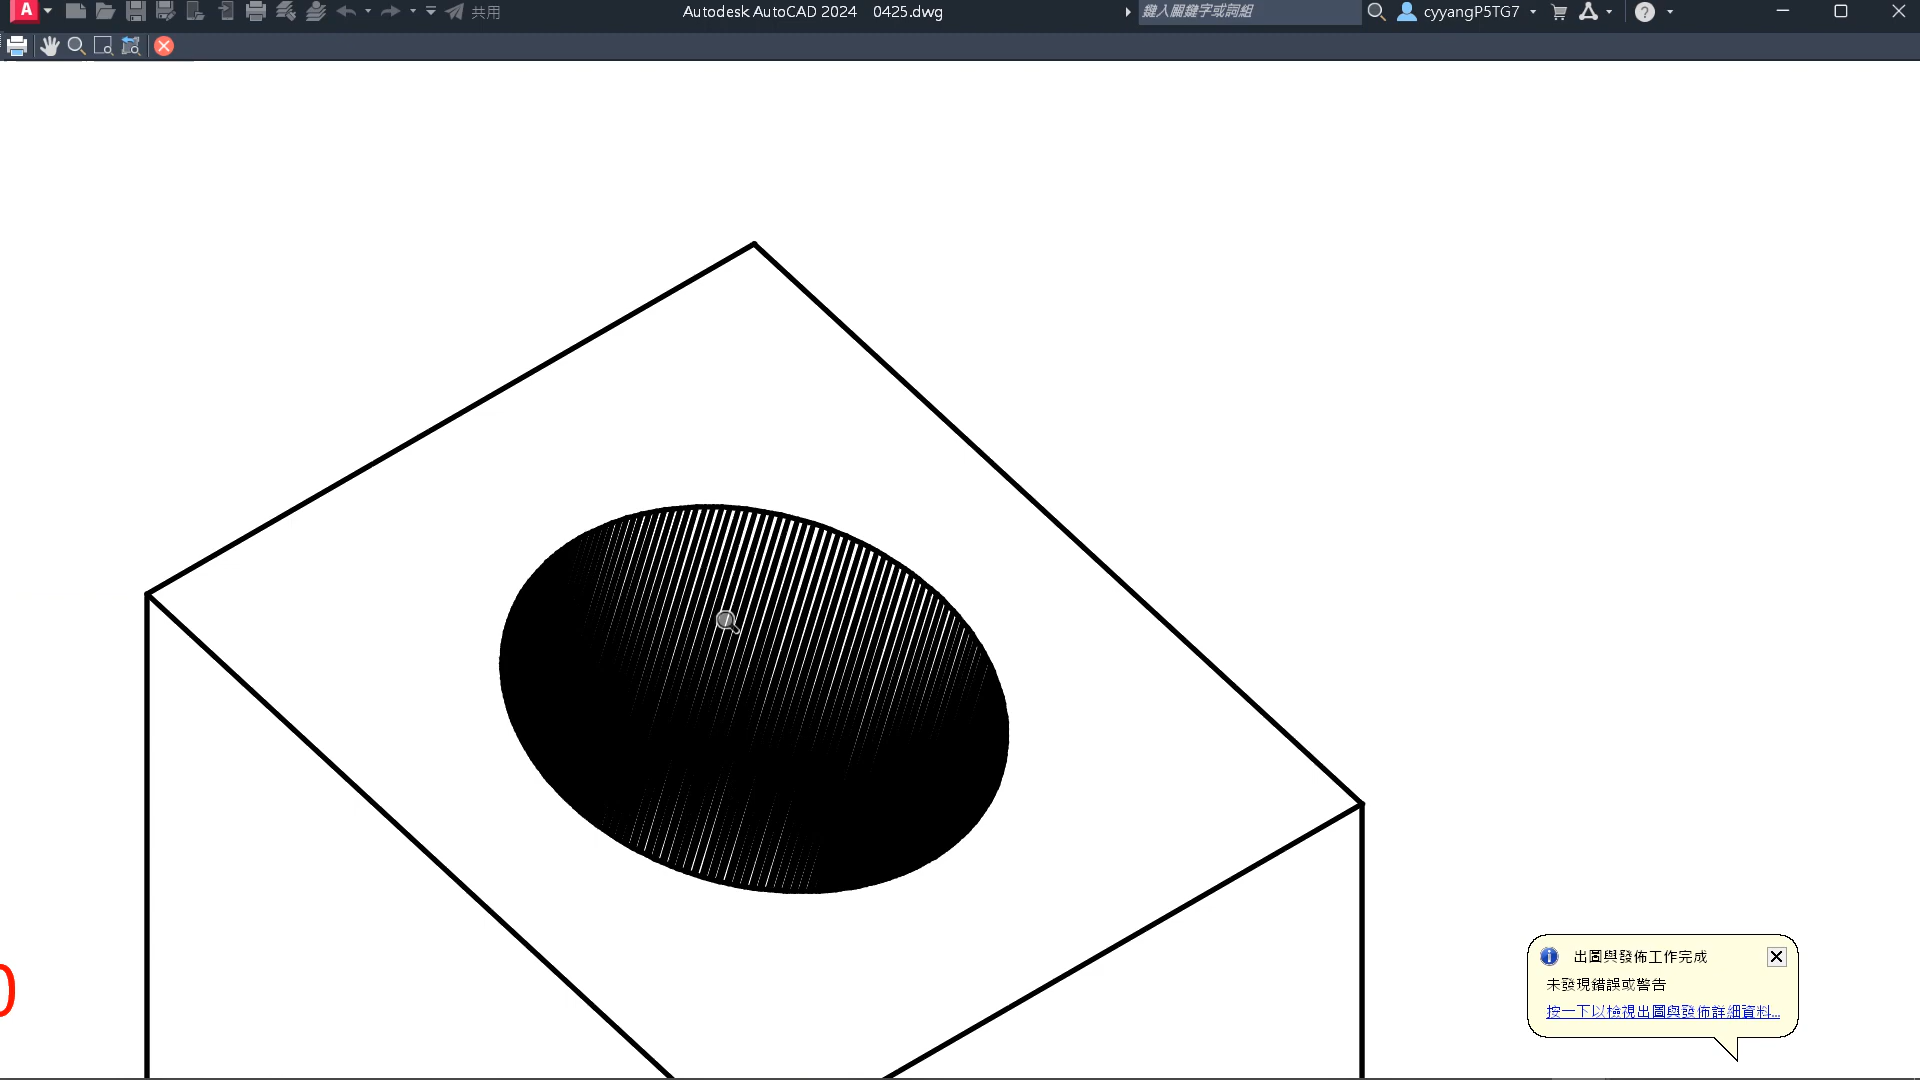 A
共用
Autodesk AutoCAD 2024 0425.dwg
鍵入關鍵字或詞組
cyyangP5TG7
出圖與發佈工作完成
未發現錯誤或警告
按一下以檢視出圖與發佈詳細資料...
0